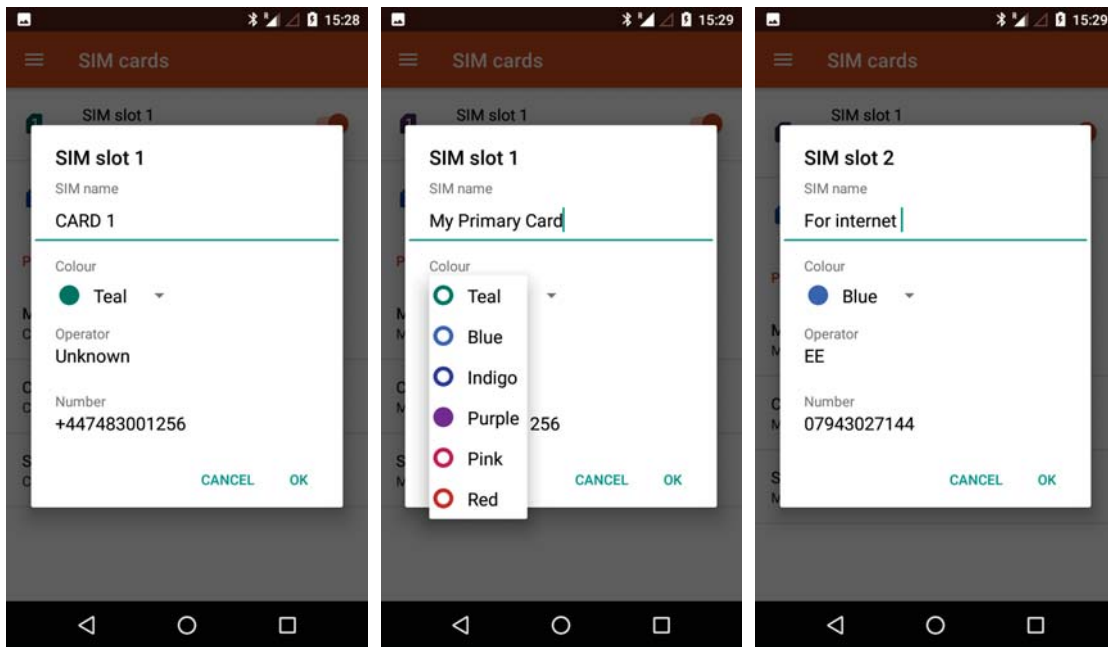 15:28
SIM cards
SIM slot 1
SIM slot 1
SIM name
CARD 1
Colour
Teal
Operator
Unknown
Number
+447483001256
CANCEL OK
15:29
SIM cards
SIM slot 1
SIM slot 1
SIM name
My Primary Card
Colour
Teal
Blue
Indigo
Purple
256
Pink
Red
CANCEL OK
15:29
SIM cards
SIM slot 1
SIM slot 2
SIM name
For internet
Colour
Blue
Operator
EE
Number
07943027144
CANCEL OK